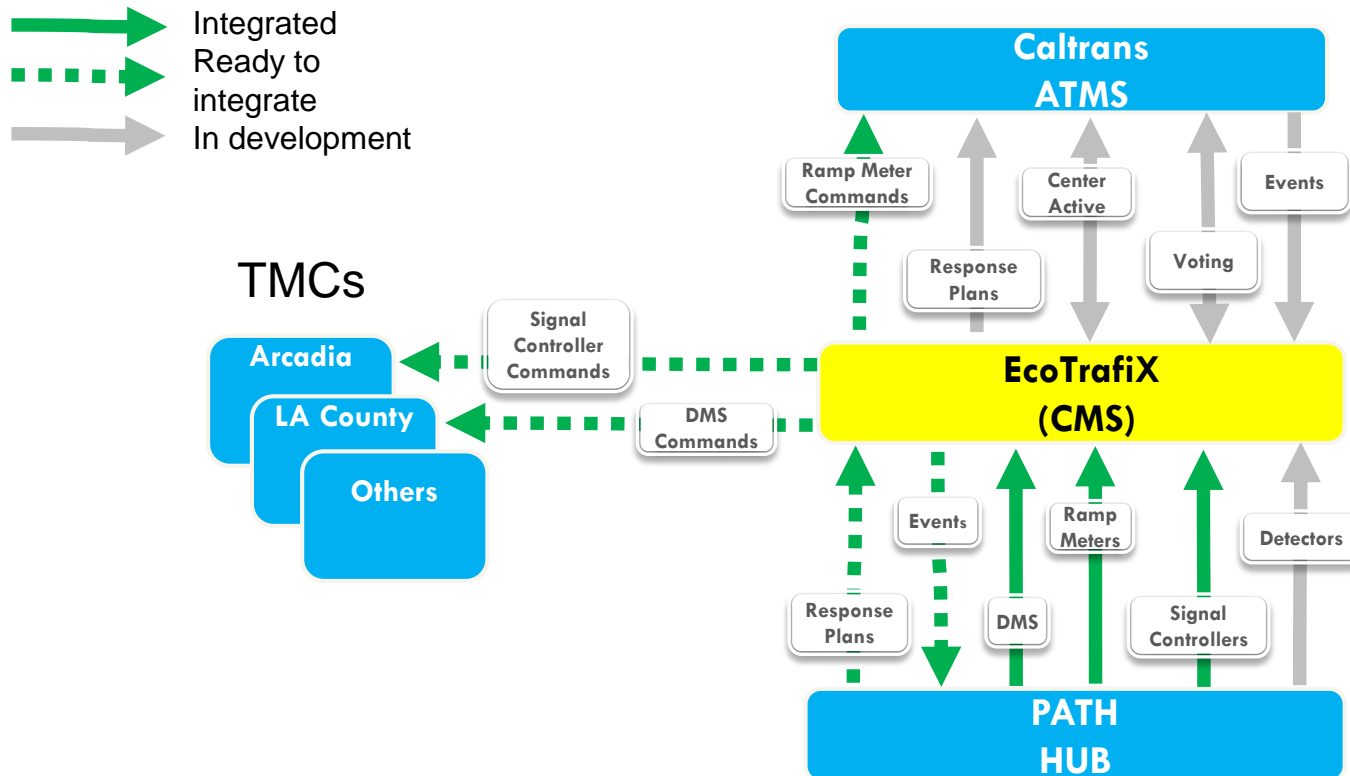 Integrated
Ready to
integrate
In development
Caltrans
ATMS
Ramp Meter
Commands
Response
Plans
Center
Active
Voting
Events
TMCs
Arcadia
LA County
Others
Signal
Controller
Commands
DMS
Commands
EcoTrafiX
(CMS)
Response
Plans
Events
DMS
Ramp
Meters
Signal
Controllers
Detectors
PATH
HUB